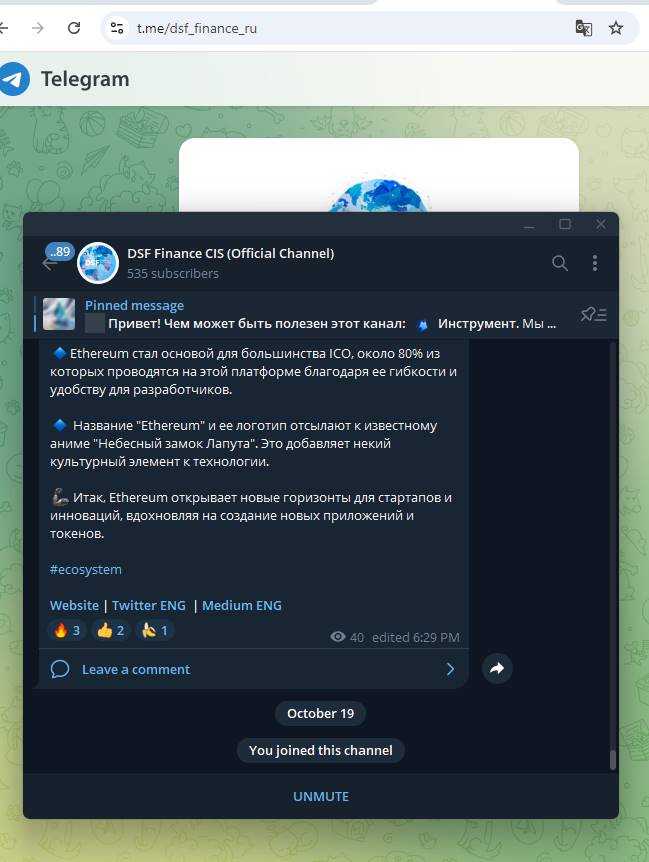 t.me/dsf_finance_ru
Telegram
..89
DSF
DSF Finance CIS (Official Channel)
535 subscribers
Pinned message
Привет! Чем может быть полезен этот канал: Инструмент. Мы ...
Ethereum стал основой для большинства ICO, около 80% из
которых проводятся на этой платформе благодаря ее гибкости и
удобству для разработчиков.
Название "Ethereum" и ее логотип отсылают к известному
аниме "Небесный замок Лапута". Это добавляет некий
культурный элемент к технологии.
Итак, Ethereum открывает новые горизонты для стартапов и
инноваций, вдохновляя на создание новых приложений и
токенов.
#ecosystem
Website | Twitter ENG | Medium ENG
3 2 1
40 edited 6:29 PM
Leave a comment
October 19
You joined this channel
UNMUTE